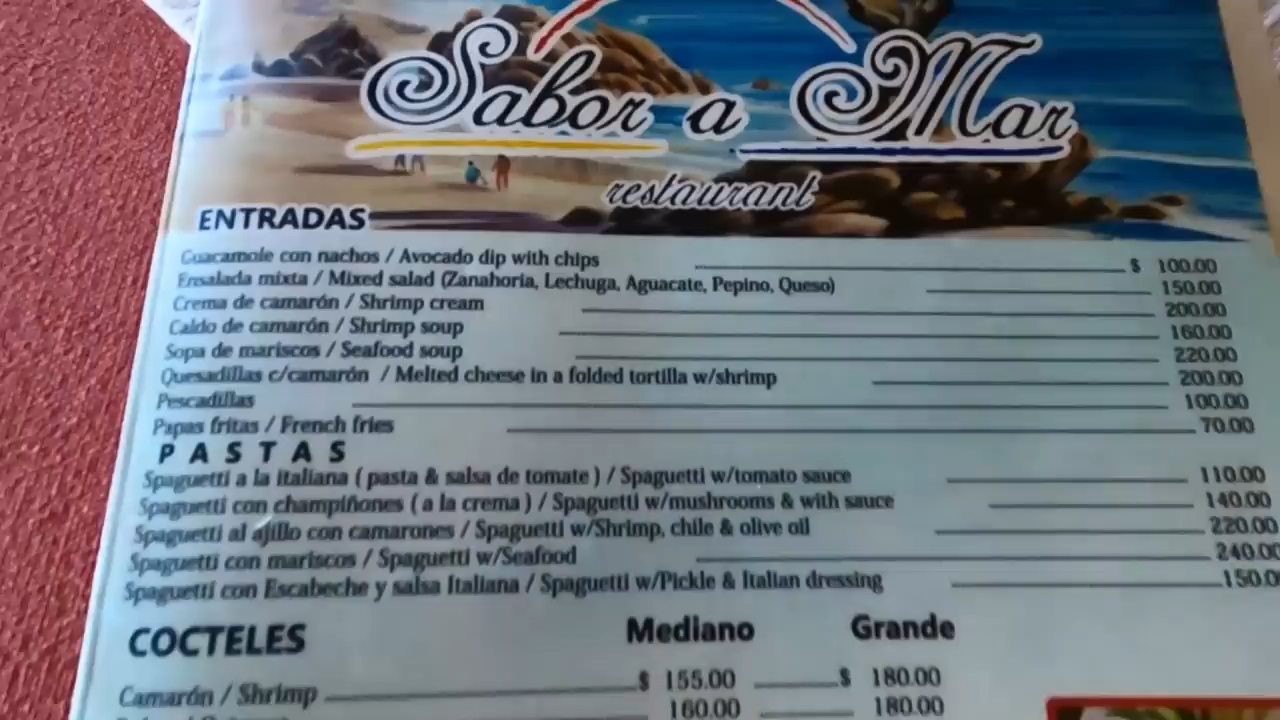 Sabor a Mar
restaurant
ENTRADAS
Guacamole con nachos / Avocado dip with chips $ 100.00
Ensalada mixta / Mixed salad (Zanahoria, Lechuga, Aguacate, Pepino, Queso) 150.00
Crema de camarón / Shrimp cream 200.00
Caldo de camarón / Shrimp soup 160.00
Sopa de mariscos / Seafood soup 220.00
Quesadillas c/camarón / Melted cheese in a folded tortilla w/shrimp 200.00
Pescadillas 100.00
Papas fritas / French fries 70.00
PASTAS
Spaguetti a la italiana ( pasta & salsa de tomate ) / Spaguetti w/tomato sauce 110.00
Spaguetti con champiñones ( a la crema ) / Spaguetti w/mushrooms & with sauce 140.00
Spaguetti al ajillo con camarones / Spaguetti w/Shrimp, chile & olive oil 220.00
Spaguetti con mariscos / Spaguetti w/Seafood 240.00
Spaguetti con Escabeche y salsa Italiana / Spaguetti w/Pickle & Italian dressing 150.0
COCTELES Mediano Grande
Camarón / Shrimp $ 155.00 $ 180.00
160.00 180.00